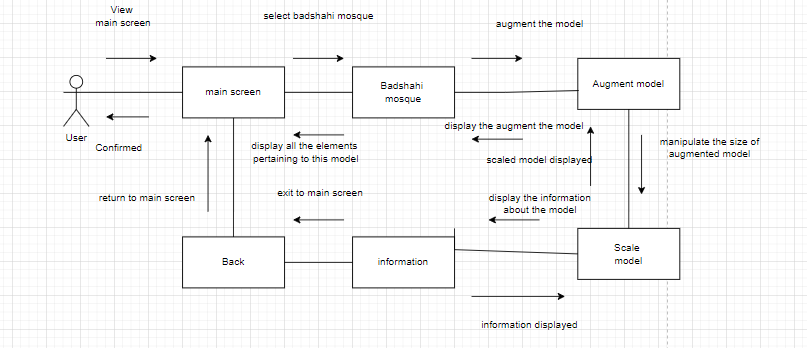 View
main screen
select badshahi mosque
augment the model
main screen
Badshahi
mosque
Augment model
User
Confirmed
display all the elements
pertaining to this model
display the augment the model
scaled model displayed
manipulate the size of
augmented model
return to main screen
exit to main screen
display the information
about the model
Back
information
Scale
model
information displayed